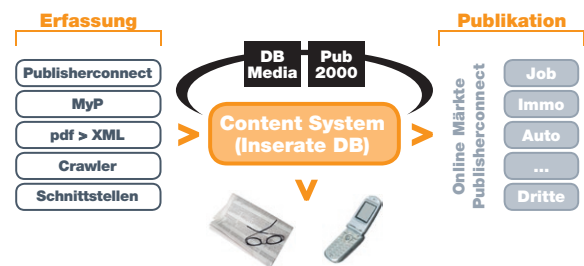 Erfassung
Publisherconnect
MyP
pdf > XML
Crawler
Schnittstellen
>
DB
Media
Pub
2000
Content System
(Inserate DB)
>
Publikation
Online Märkte
Publisherconnect
Job
Immo
Auto
...
Dritte